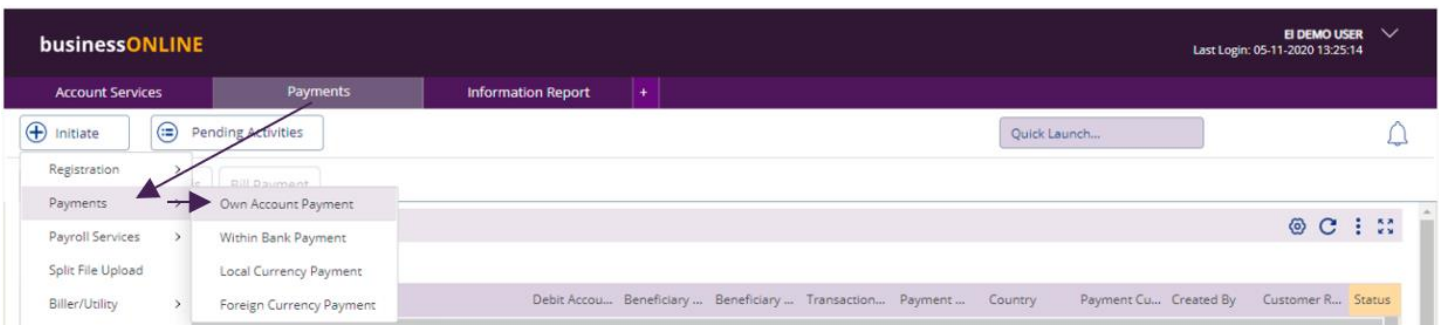 businessONLINE
EI DEMO USER
Last Login: 05-11-2020 13:25:14
Account Services Payments Information Report +
Initiate Pending Activities Quick Launch...
Registration
Bill Payment
Payments Own Account Payment
Payroll Services Within Bank Payment
Split File Upload Local Currency Payment
Biller/Utility Foreign Currency Payment
Debit Accou... Beneficiary ... Beneficiary ... Transaction... Payment ... Country Payment Cu... Created By Customer R... Status